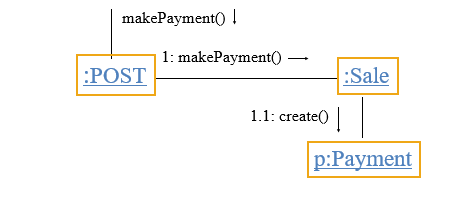 makePayment()
1: makePayment()
:POST
:Sale
1.1: create()
p:Payment